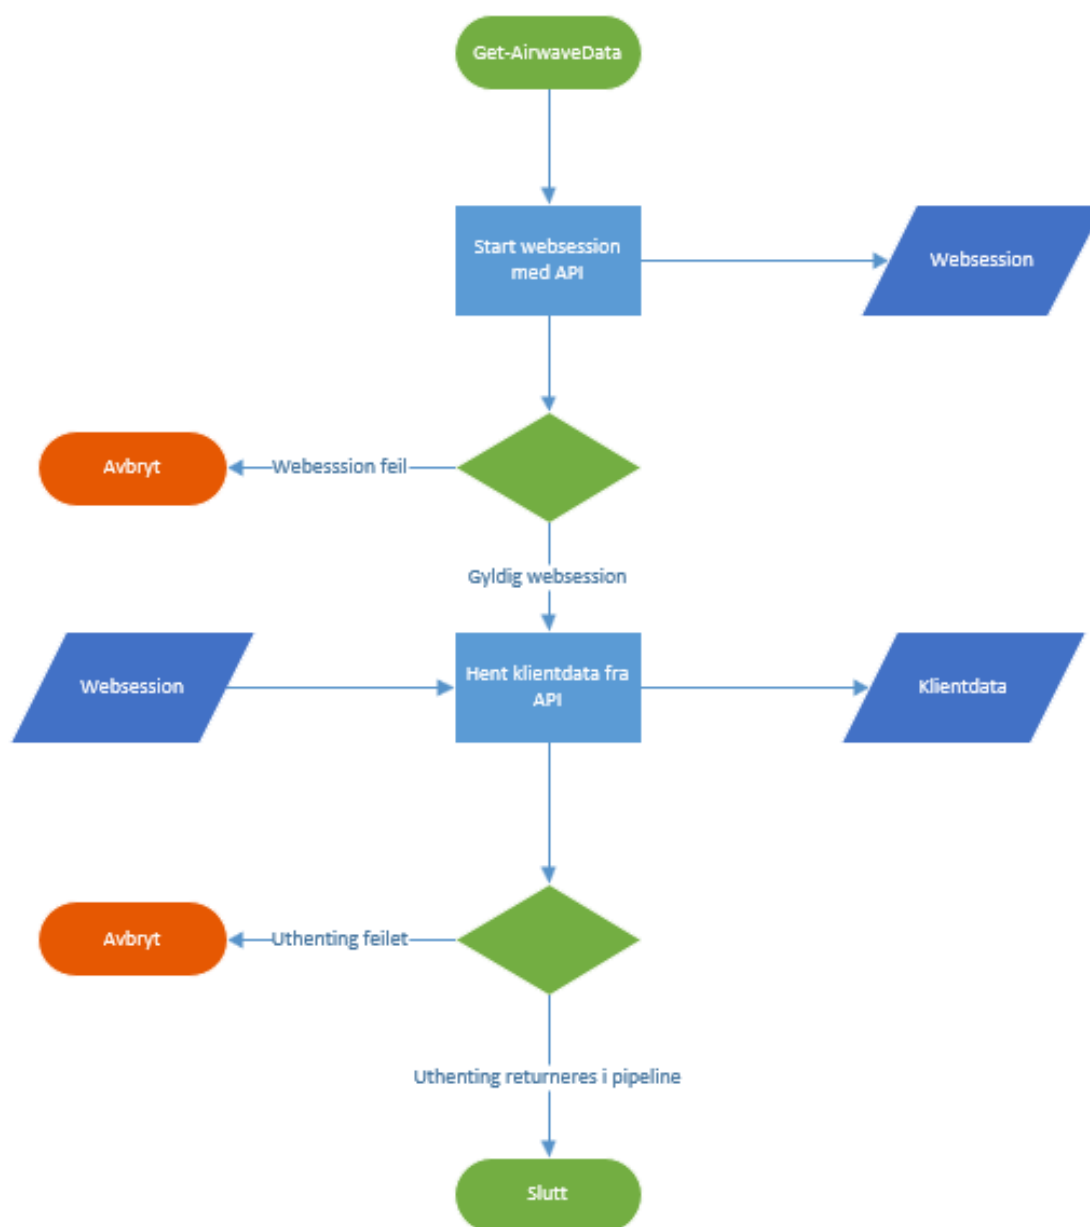 Get-AirwaveData
Start websession
med API
Websession
Avbryt
Webesssion feil
Gyldig websession
Websession
Hent klientdata fra
API
Klientdata
Avbryt
Uthenting feilet
Uthenting returneres i pipeline
Slutt